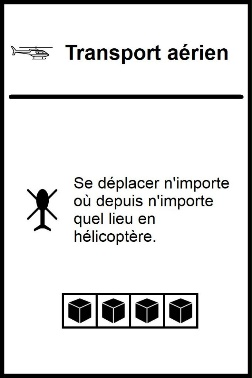 Transport aérien
Se déplacer n'importe
où depuis n'importe
quel lieu en
hélicoptère.